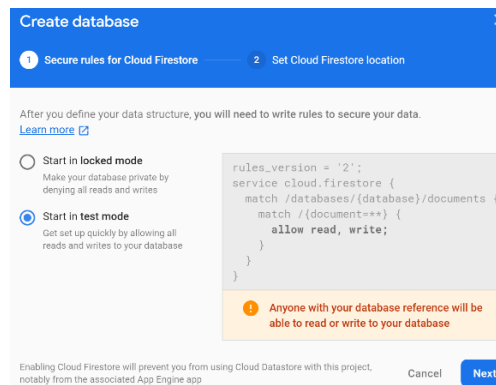 Create database
1 Secure rules for Cloud Firestore
2 Set Cloud Firestore location
After you define your data structure, you will need to write rules to secure your data.
Learn more
Start in locked mode
Make your database private by
denying all reads and writes
Start in test mode
Get set up quickly by allowing all
reads and writes to your database
rules_version = '2';
service cloud.firestore {
match /databases/{database}/documents {
match /{document=**} {
allow read, write;
}
}
}
Anyone with your database reference will be
able to read or write to your database
Enabling Cloud Firestore will prevent you from using Cloud Datastore with this project,
notably from the associated App Engine app
Cancel
Next